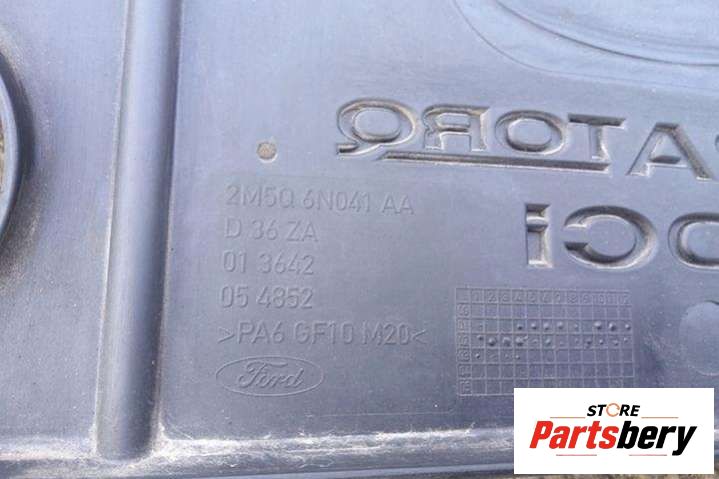 DURATORQ
TDCi
2M5Q 6N041 AA
D 36 ZA
01 3642
05 4852
>PA6 GF10 M20<
Ford
STORE
Partsbery